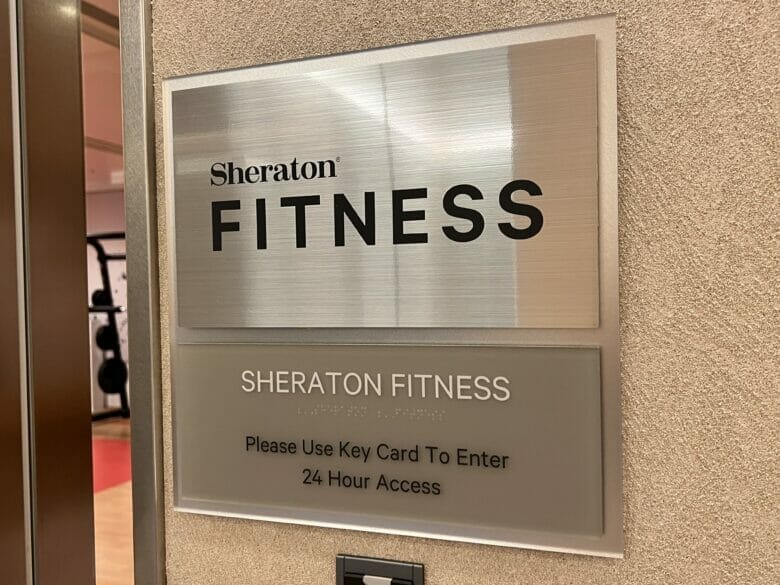 Sheraton®
FITNESS
SHERATON FITNESS
Please Use Key Card To Enter
24 Hour Access